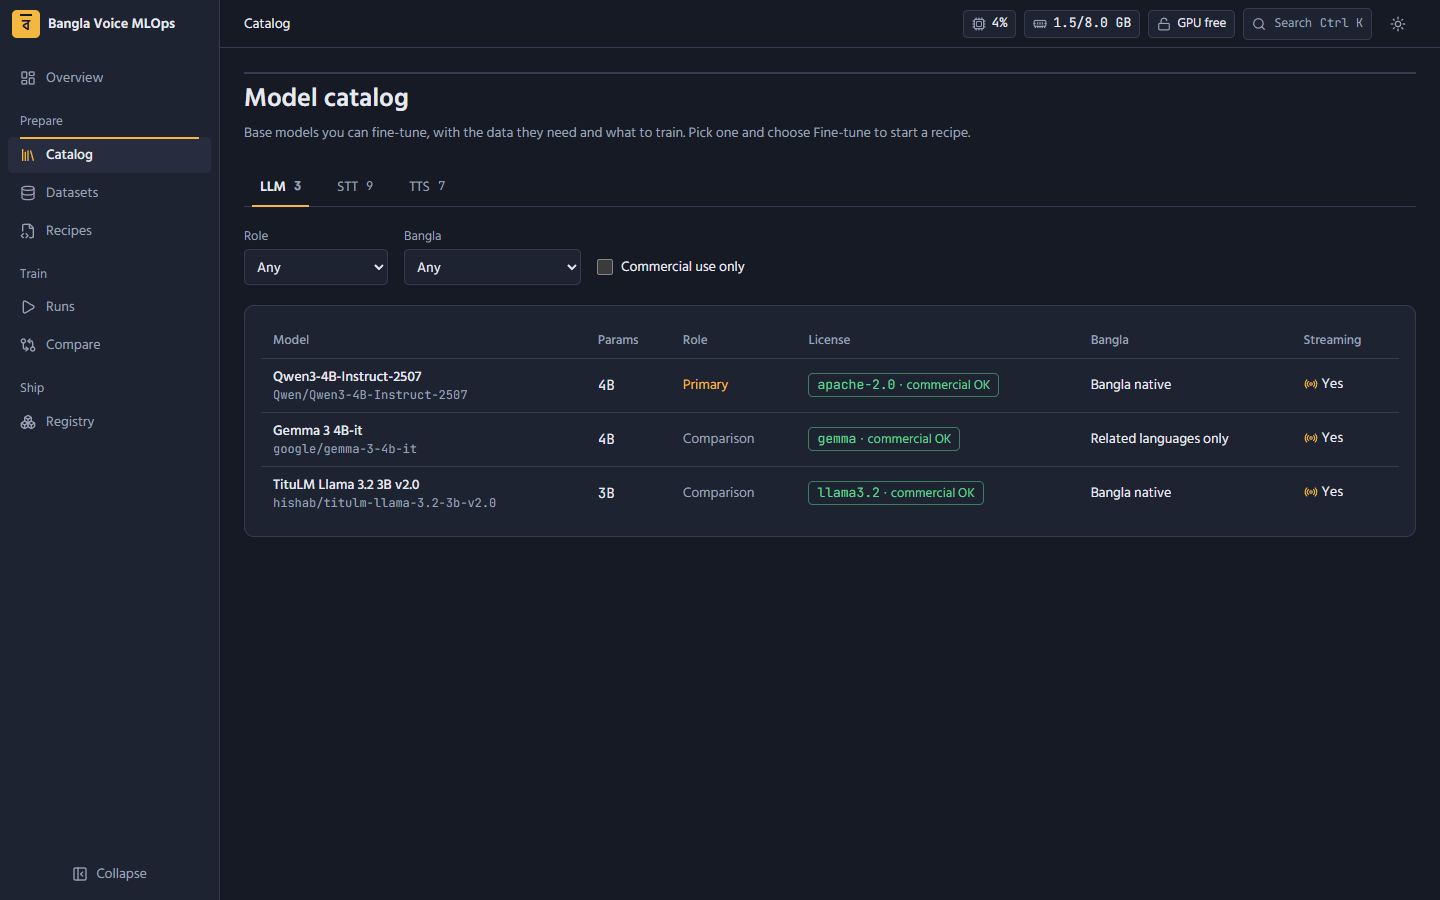 ব Bangla Voice MLOps
Catalog
4%
1.5/8.0 GB
GPU free
Search Ctrl K
Overview
Prepare
Catalog
Datasets
Recipes
Train
Runs
Compare
Ship
Registry
Collapse
Model catalog
Base models you can fine-tune, with the data they need and what to train. Pick one and choose Fine-tune to start a recipe.
LLM 3 STT 9 TTS 7
Role Bangla
Any Any Commercial use only
Model Params Role License Bangla Streaming
Qwen3-4B-Instruct-2507
Qwen/Qwen3-4B-Instruct-2507
4B Primary apache-2.0 · commercial OK Bangla native Yes
Gemma 3 4B-it
google/gemma-3-4b-it
4B Comparison gemma · commercial OK Related languages only Yes
TituLM Llama 3.2 3B v2.0
hishab/titulm-llama-3.2-3b-v2.0
3B Comparison llama3.2 · commercial OK Bangla native Yes